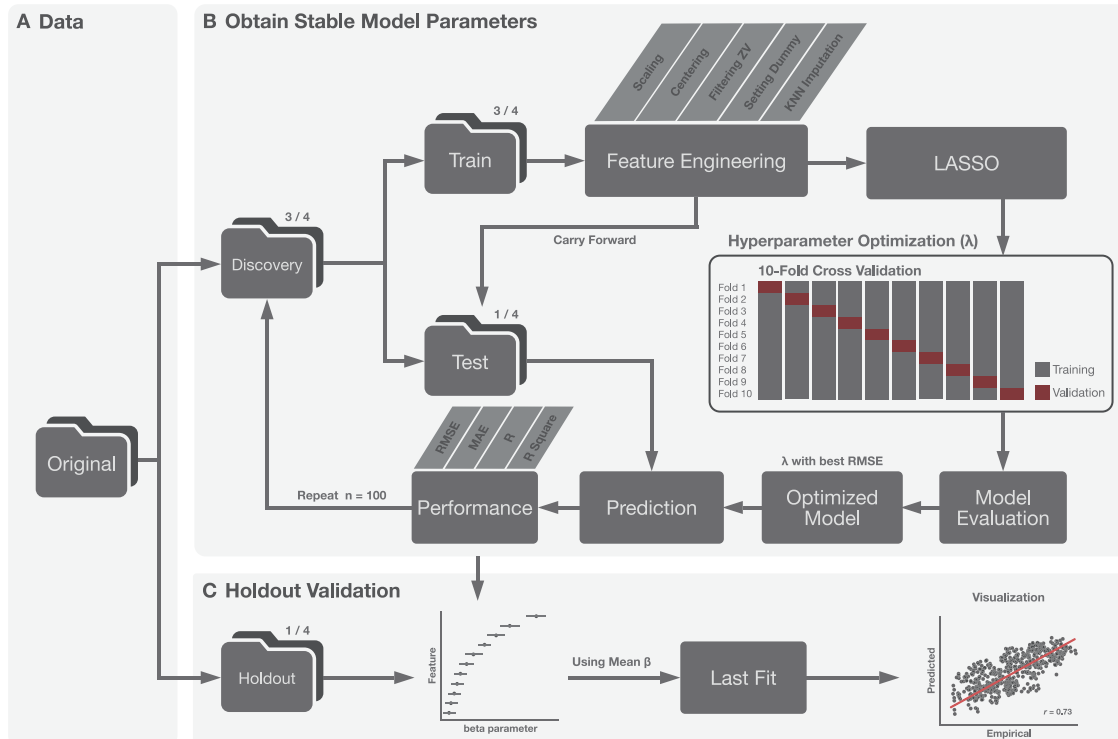 A Data
B Obtain Stable Model Parameters
Scaling
Centering
Filtering ZV
Setting Dummy
KNN Imputation
3 / 4
Train
Feature Engineering
LASSO
3 / 4
Discovery
Carry Forward
Hyperparameter Optimization (λ)
10-Fold Cross Validation
Fold 1
Fold 2
Fold 3
Fold 4
Fold 5
Fold 6
Fold 7
Fold 8
Fold 9
Fold 10
Training
Validation
1 / 4
Test
Original
RMSE
MAE
R
R Square
λ with best RMSE
Repeat n = 100
Performance
Prediction
Optimized
Model
Model
Evaluation
C Holdout Validation
1 / 4
Holdout
Feature
beta parameter
Using Mean β
Last Fit
Visualization
Predicted
r = 0.73
Empirical